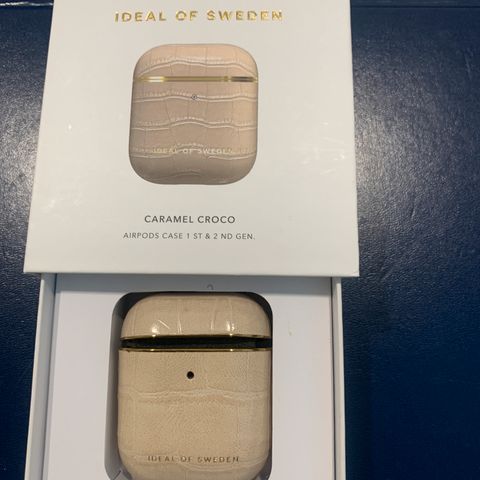 IDEAL OF SWEDEN
IDEAL OF SWEDEN
CARAMEL CROCO
AIRPODS CASE 1 ST & 2 ND GEN.
IDEAL OF SWEDEN